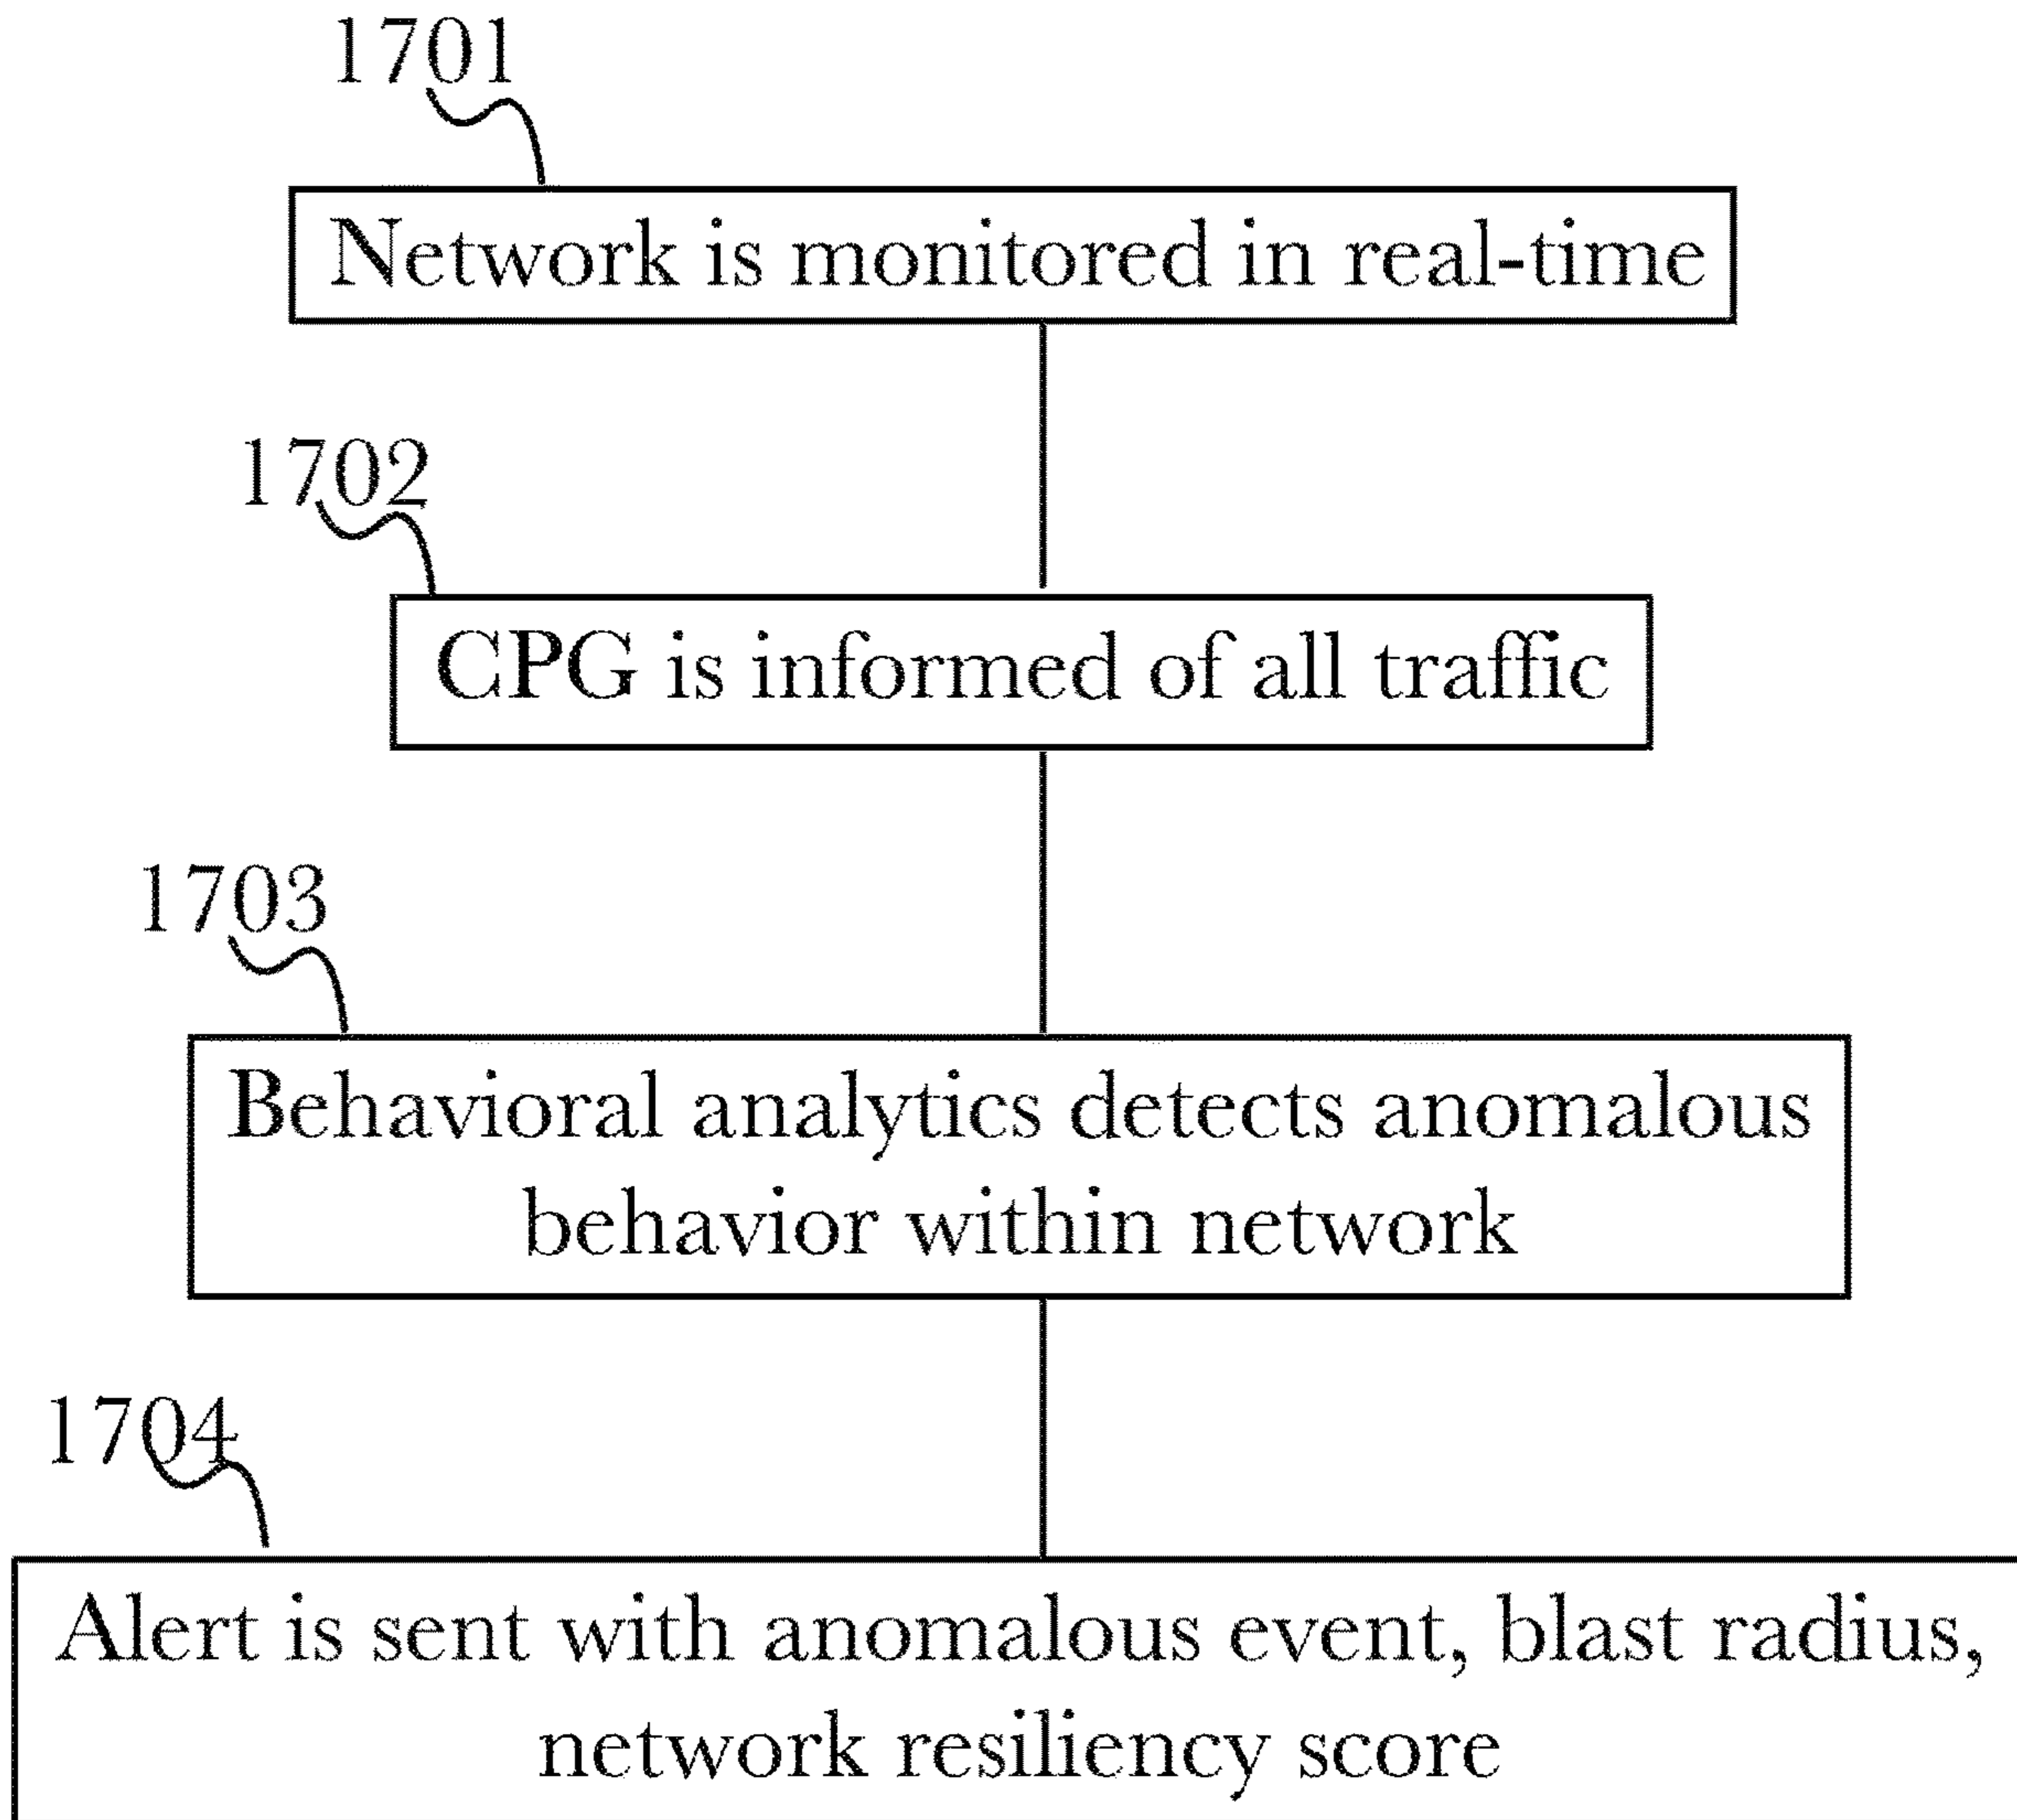 1701
Network is monitored in real-time
1702
CPG is informed of all traffic
1703
Behavioral analytics detects anomalous
behavior within network
1704
Alert is sent with anomalous event, blast radius,
network resiliency score